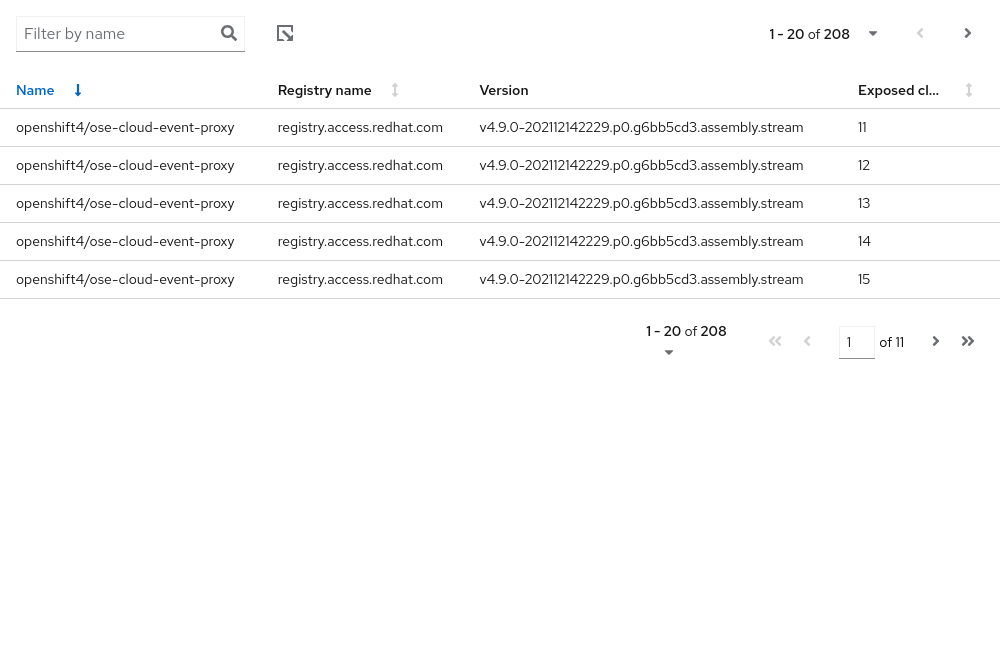 Filter by name
1 - 20 of 208
Name Registry name Version Exposed cl...
openshift4/ose-cloud-event-proxy registry.access.redhat.com v4.9.0-202112142229.p0.g6bb5cd3.assembly.stream 11
openshift4/ose-cloud-event-proxy registry.access.redhat.com v4.9.0-202112142229.p0.g6bb5cd3.assembly.stream 12
openshift4/ose-cloud-event-proxy registry.access.redhat.com v4.9.0-202112142229.p0.g6bb5cd3.assembly.stream 13
openshift4/ose-cloud-event-proxy registry.access.redhat.com v4.9.0-202112142229.p0.g6bb5cd3.assembly.stream 14
openshift4/ose-cloud-event-proxy registry.access.redhat.com v4.9.0-202112142229.p0.g6bb5cd3.assembly.stream 15
1 - 20 of 208
1 of 11